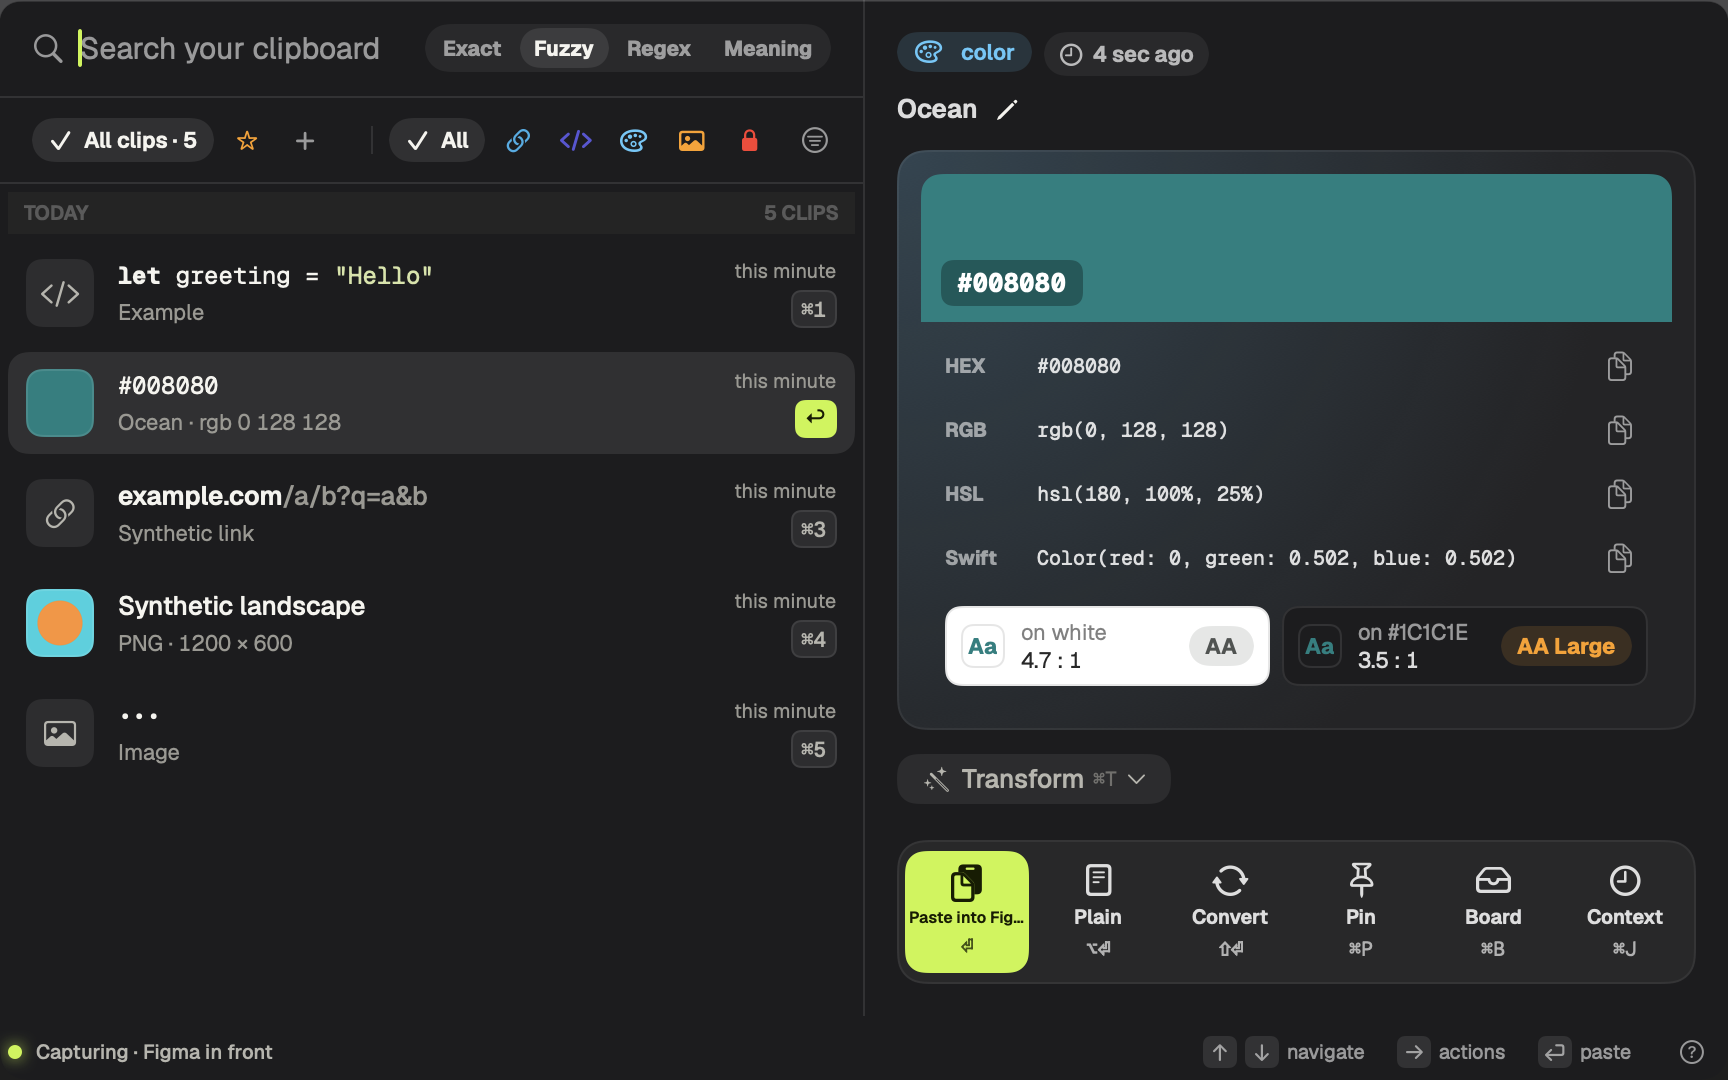 Search your clipboard
Exact Fuzzy Regex Meaning
All clips · 5
All
TODAY 5 CLIPS
let greeting = "Hello"
Example
this minute
⌘1
#008080
Ocean · rgb 0 128 128
this minute
example.com/a/b?q=a&b
Synthetic link
this minute
⌘3
Synthetic landscape
PNG · 1200 × 600
this minute
⌘4
...
Image
this minute
⌘5
Capturing · Figma in front
color
4 sec ago
Ocean
#008080
HEX #008080
RGB rgb(0, 128, 128)
HSL hsl(180, 100%, 25%)
Swift Color(red: 0, green: 0.502, blue: 0.502)
Aa on white
4.7 : 1
AA
Aa on #1C1C1E
3.5 : 1
AA Large
Transform ⌘T
Paste into Fig...
⏎
Plain
⌥⏎
Convert
⇧⏎
Pin
⌘P
Board
⌘B
Context
⌘J
↑ ↓ navigate → actions ↩ paste ?